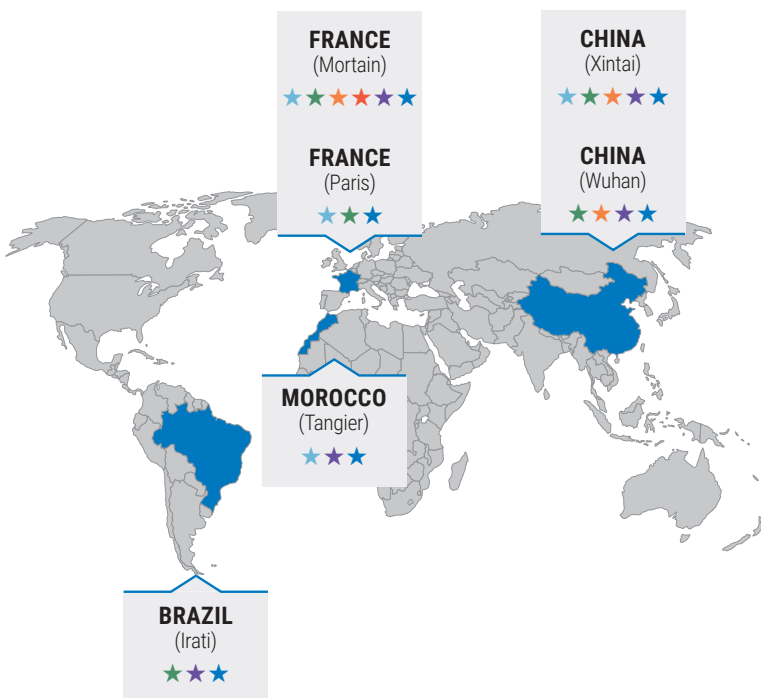 FRANCE
(Mortain)
FRANCE
(Paris)
CHINA
(Xintai)
CHINA
(Wuhan)
MOROCCO
(Tangier)
BRAZIL
(Irati)